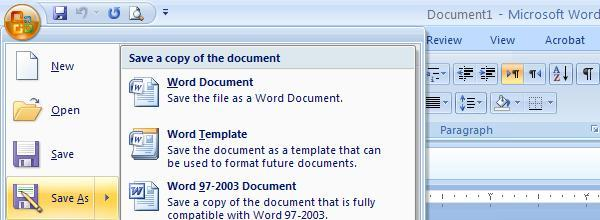 Document1 - Microsoft Word
View
Acrobat
Paragraph
New
Open
Save
Save As
Save a copy of the document
Word Document
Save the file as a Word Document.
Word Template
Save the document as a template that can
be used to format future documents.
Word 97-2003 Document
Save a copy of the document that is fully
compatible with Word 97-2003.